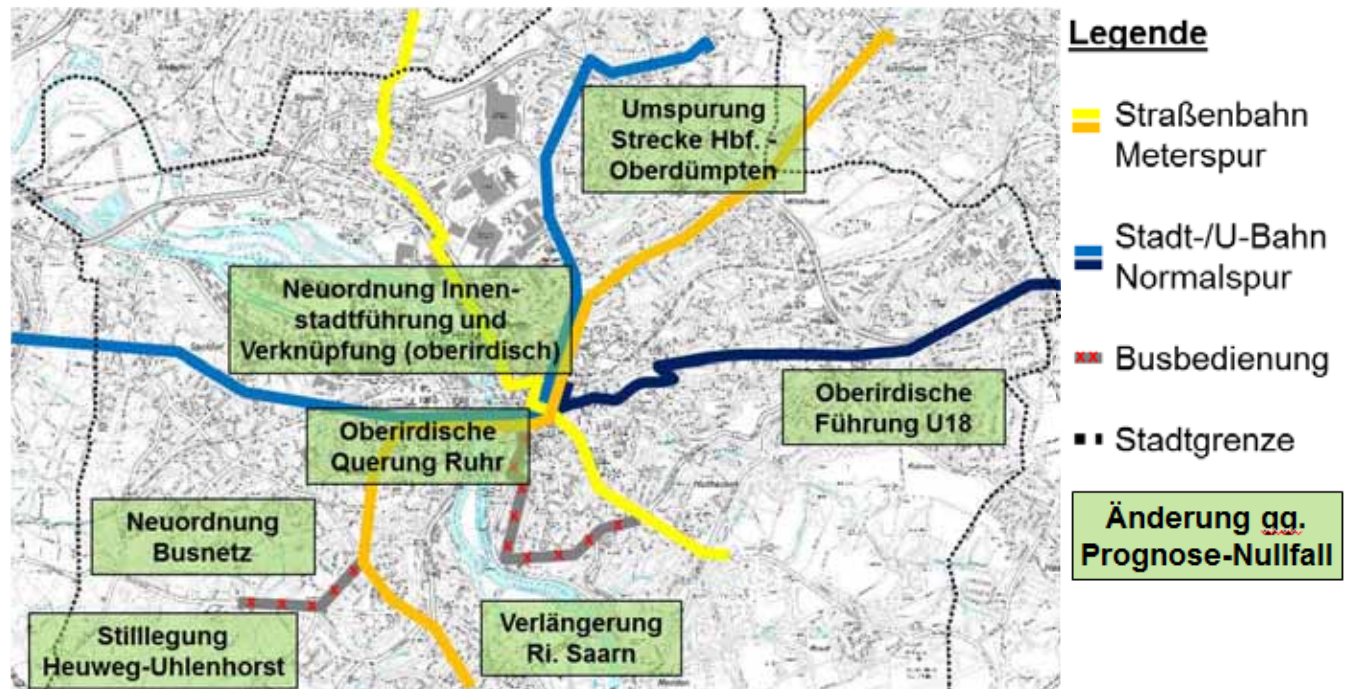 Umspurung
Strecke Hbf. -
Oberdümpten
Neuordnung Innen-
stadtführung und
Verknüpfung (oberirdisch)
Oberirdische
Führung U18
Oberirdische
Querung Ruhr
Neuordnung
Busnetz
Stilllegung
Heuweg-Uhlenhorst
Verlängerung
Ri. Saarn
Legende
Straßenbahn
Meterspur
Stadt-/U-Bahn
Normalspur
Busbedienung
Stadtgrenze
Änderung gg.
Prognose-Nullfall